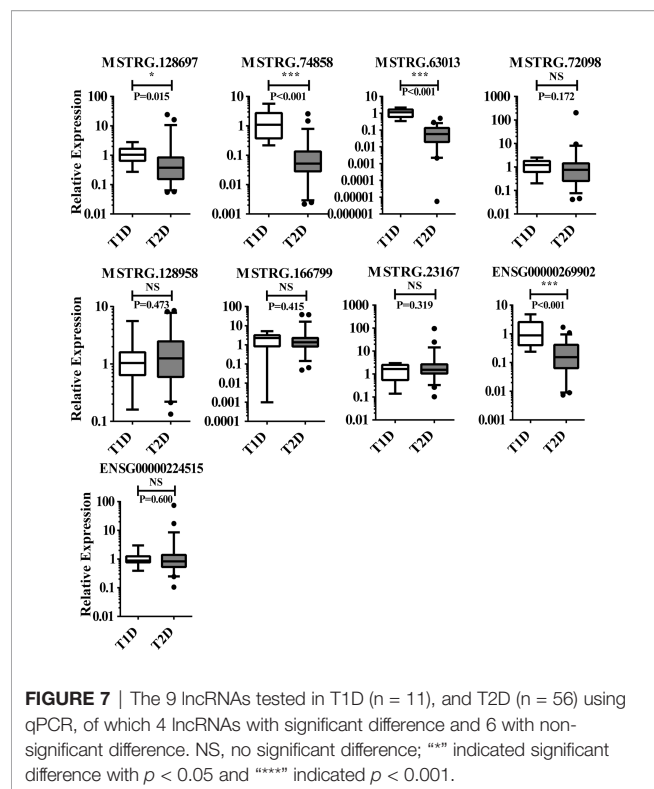 MSTRG.128697
*
P=0.015
Relative Expression
100
10
1
0.1
0.01
T1D
T2D
MSTRG.74858
***
P<0.001
10
1
0.1
0.01
0.001
T1D
T2D
MSTRG.63013
***
P<0.001
10
1
0.1
0.01
0.001
0.0001
0.00001
0.000001
T1D
T2D
MSTRG.72098
NS
P=0.172
1000
100
10
1
0.1
0.01
T1D
T2D
MSTRG.128958
NS
P=0.473
Relative Expression
10
1
0.1
T1D
T2D
MSTRG.166799
NS
P=0.415
100
10
1
0.1
0.01
0.001
0.0001
T1D
T2D
MSTRG.23167
NS
P=0.319
1000
100
10
1
0.1
0.01
T1D
T2D
ENSG00000269902
***
P<0.001
10
1
0.1
0.01
0.001
T1D
T2D
ENSG00000224515
NS
P=0.600
Relative Expression
100
10
1
0.1
0.01
T1D
T2D
FIGURE 7 | The 9 lncRNAs tested in T1D (n = 11), and T2D (n = 56) using
qPCR, of which 4 lncRNAs with significant difference and 6 with non-
significant difference. NS, no significant difference; “*” indicated significant
difference with p < 0.05 and “***” indicated p < 0.001.